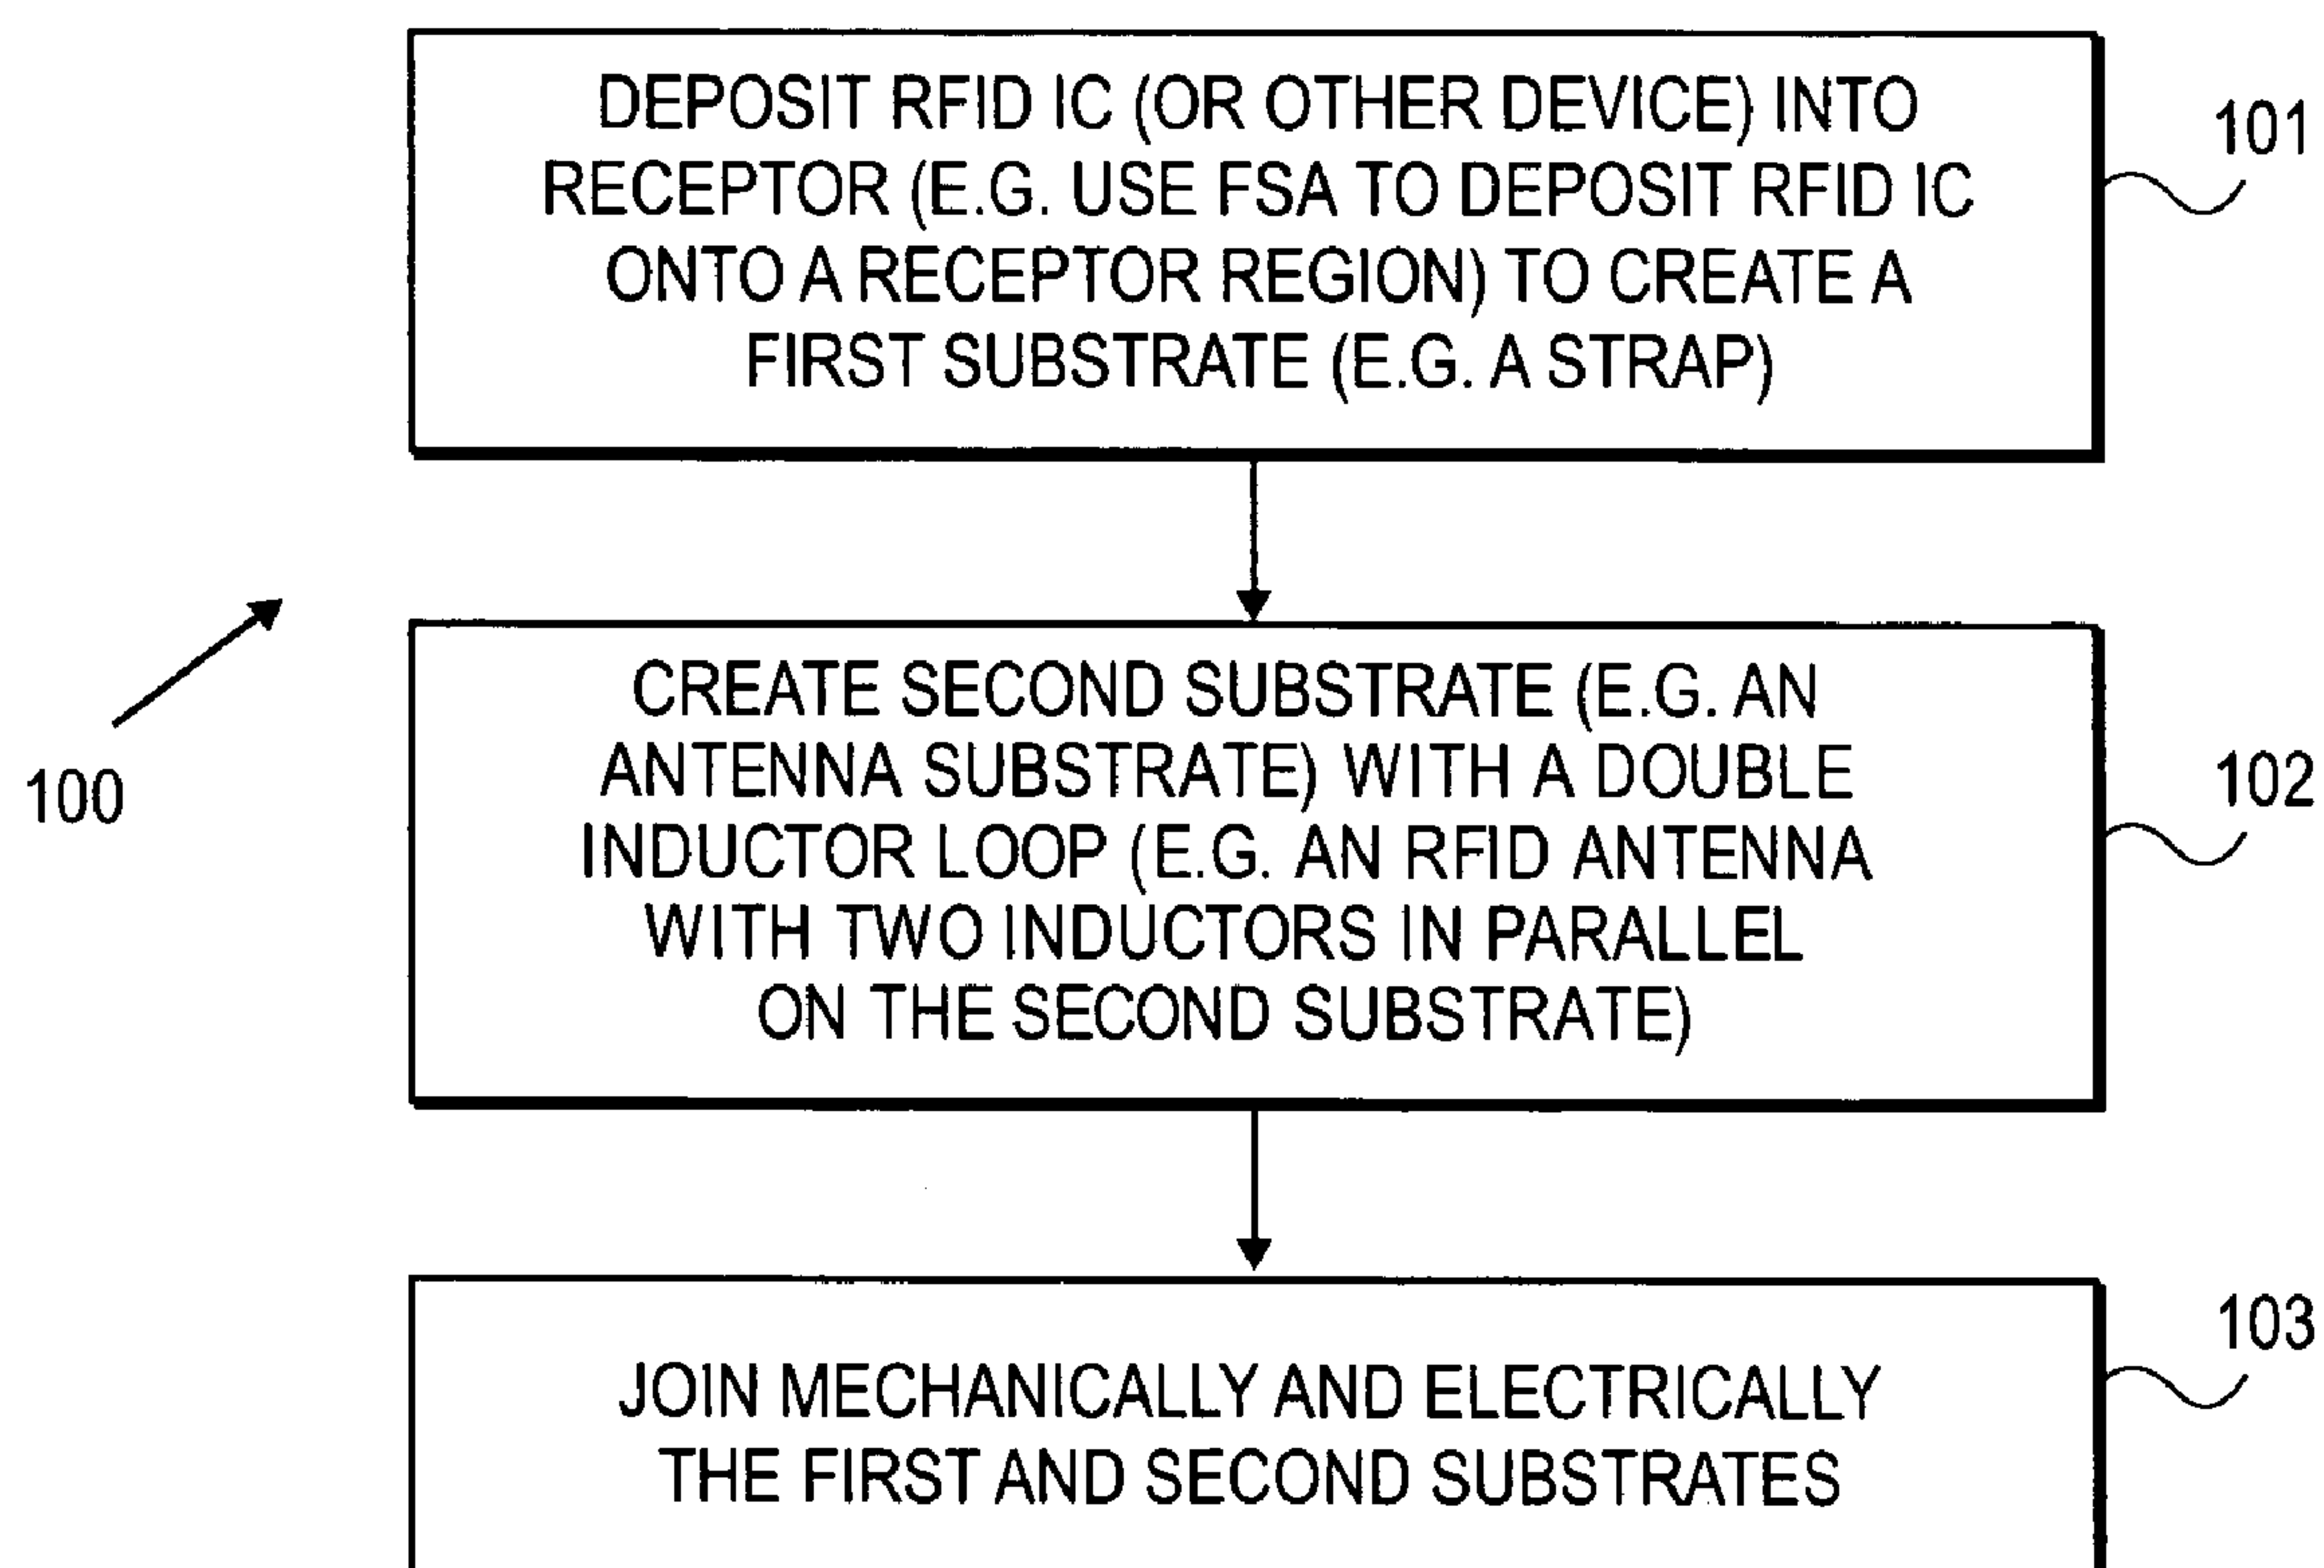 DEPOSIT RFID IC (OR OTHER DEVICE) INTO
RECEPTOR (E.G. USE FSA TO DEPOSIT RFID IC
ONTO A RECEPTOR REGION) TO CREATE A
FIRST SUBSTRATE (E.G. A STRAP)
101
100
CREATE SECOND SUBSTRATE (E.G. AN
ANTENNA SUBSTRATE) WITH A DOUBLE
INDUCTOR LOOP (E.G. AN RFID ANTENNA
WITH TWO INDUCTORS IN PARALLEL
ON THE SECOND SUBSTRATE)
102
JOIN MECHANICALLY AND ELECTRICALLY
THE FIRST AND SECOND SUBSTRATES
103